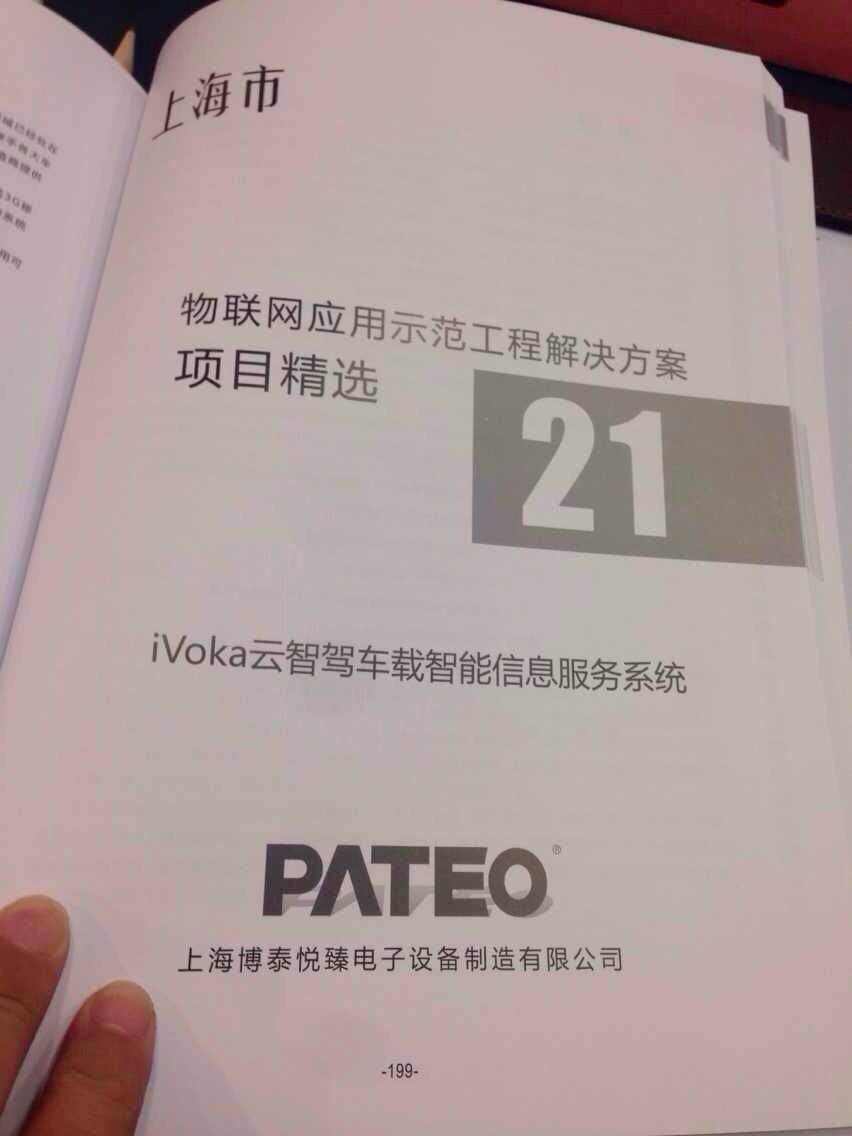 上海市
物联网应用示范工程解决方案
项目精选
21
iVoka云智驾车载智能信息服务系统
PATEO®
上海博泰悦臻电子设备制造有限公司
-199-